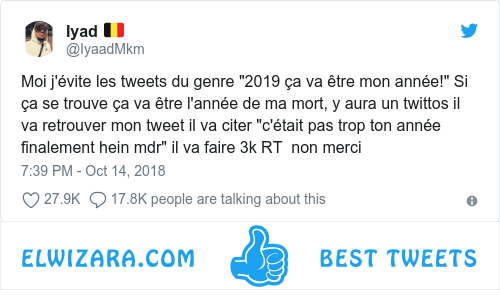 Iyad 🇧🇪
@IyaadMkm
Moi j'évite les tweets du genre "2019 ça va être mon année!" Si
ça se trouve ça va être l'année de ma mort, y aura un twittos il
va retrouver mon tweet il va citer "c'était pas trop ton année
finalement hein mdr" il va faire 3k RT  non merci
7:39 PM - Oct 14, 2018
27.9K 17.8K people are talking about this
ELWIZARA.COM BEST TWEETS